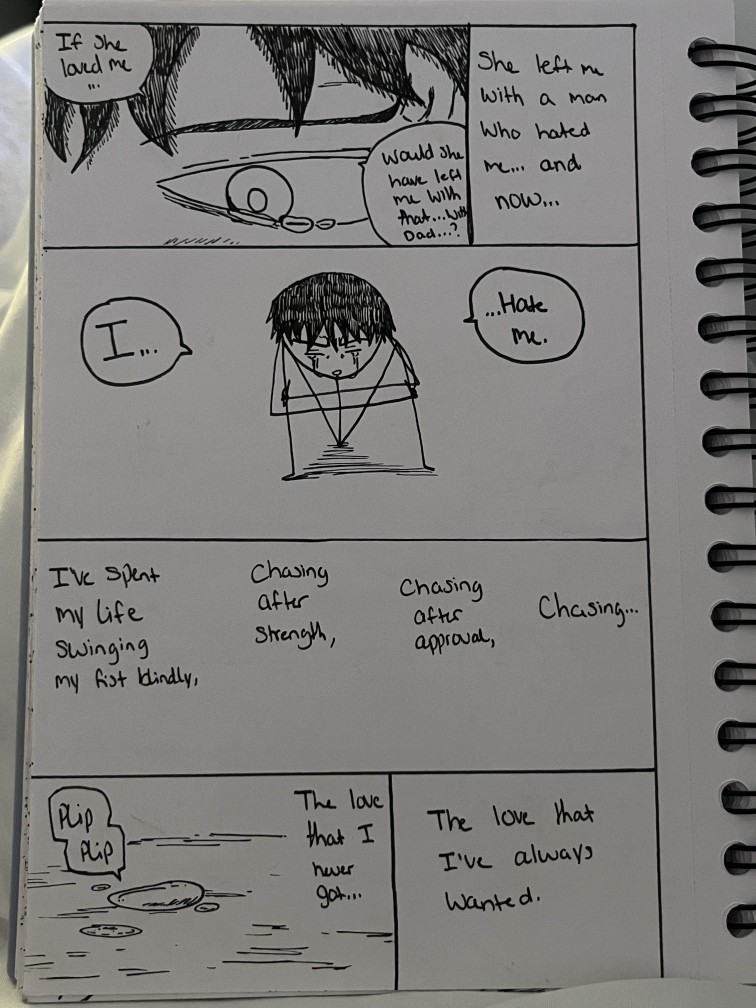 If she
loved me
...
Would she
have left
me with
that...with
Dad...?
She left me
with a man
who hated
me... and
now...
I...
...Hate
me.
I've spent
my life
swinging
my fist blindly,
Chasing
after
strength,
Chasing
after
approval,
Chasing...
Plip
Plip
The love
that I
never
got...
The love that
I've always
wanted.